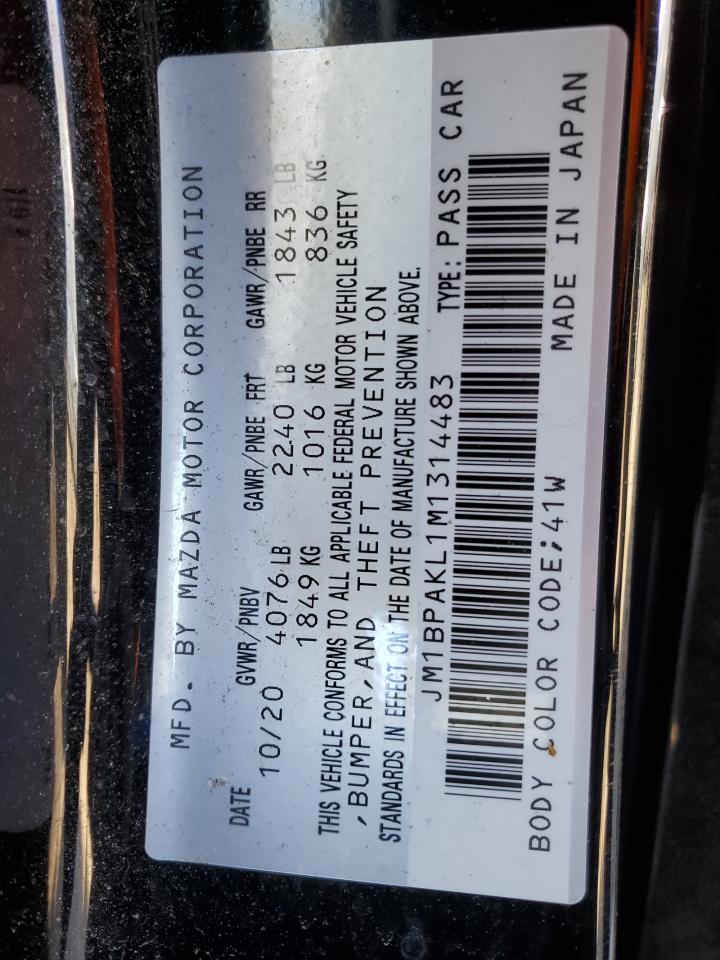 MFD. BY MAZDA MOTOR CORPORATION
DATE GVWR/PNBV GAWR/PNBE FRT GAWR/PNBE RR
10/20 4076 LB 2240 LB 1843 LB
1849 KG 1016 KG 836 KG
THIS VEHICLE CONFORMS TO ALL APPLICABLE FEDERAL MOTOR VEHICLE SAFETY
,BUMPER,AND THEFT PREVENTION
STANDARDS IN EFFECT ON THE DATE OF MANUFACTURE SHOWN ABOVE.
JM1BPAKL1M1314483 TYPE: PASS CAR
BODY COLOR CODE;41W MADE IN JAPAN